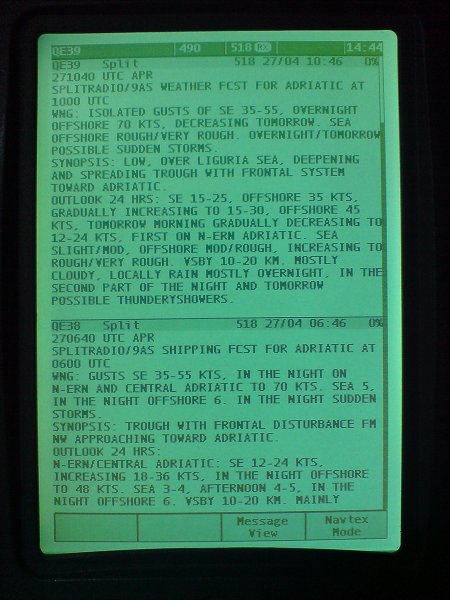 QE39 490 518 RX 14:44
QE39 Split 518 27/04 10:46 0%
271040 UTC APR
SPLITRADIO/9AS WEATHER FCST FOR ADRIATIC AT
1000 UTC
WNG: ISOLATED GUSTS OF SE 35-55, OVERNIGHT
OFFSHORE 70 KTS, DECREASING TOMORROW. SEA
OFFSHORE ROUGH/VERY ROUGH. OVERNIGHT/TOMORROW
POSSIBLE SUDDEN STORMS.
SYNOPSIS: LOW, OVER LIGURIA SEA, DEEPENING
AND SPREADING TROUGH WITH FRONTAL SYSTEM
TOWARD ADRIATIC.
OUTLOOK 24 HRS: SE 15-25, OFFSHORE 35 KTS,
GRADUALLY INCREASING TO 15-30, OFFSHORE 45
KTS, TOMORROW MORNING GRADUALLY DECREASING TO
12-24 KTS, FIRST ON N-ERN ADRIATIC. SEA
SLIGHT/MOD, OFFSHORE MOD/ROUGH, INCREASING TO
ROUGH/VERY ROUGH. VSBY 10-20 KM. MOSTLY
CLOUDY, LOCALLY RAIN MOSTLY OVERNIGHT, IN THE
SECOND PART OF THE NIGHT AND TOMORROW
POSSIBLE THUNDERYSHOWERS.
QE38 Split 518 27/04 06:46 0%
270640 UTC APR
SPLITRADIO/9AS SHIPPING FCST FOR ADRIATIC AT
0600 UTC
WNG: GUSTS SE 35-55 KTS, IN THE NIGHT ON
N-ERN AND CENTRAL ADRIATIC TO 70 KTS. SEA 5,
IN THE NIGHT OFFSHORE 6. IN THE NIGHT SUDDEN
STORMS.
SYNOPSIS: TROUGH WITH FRONTAL DISTURBANCE FM
NW APPROACHING TOWARD ADRIATIC.
OUTLOOK 24 HRS:
N-ERN/CENTRAL ADRIATIC: SE 12-24 KTS,
INCREASING 18-36 KTS, IN THE NIGHT OFFSHORE
TO 48 KTS. SEA 3-4, AFTERNOON 4-5, IN THE
NIGHT OFFSHORE 6. VSBY 10-20 KM. MAINLY
Message Navtex
View Mode